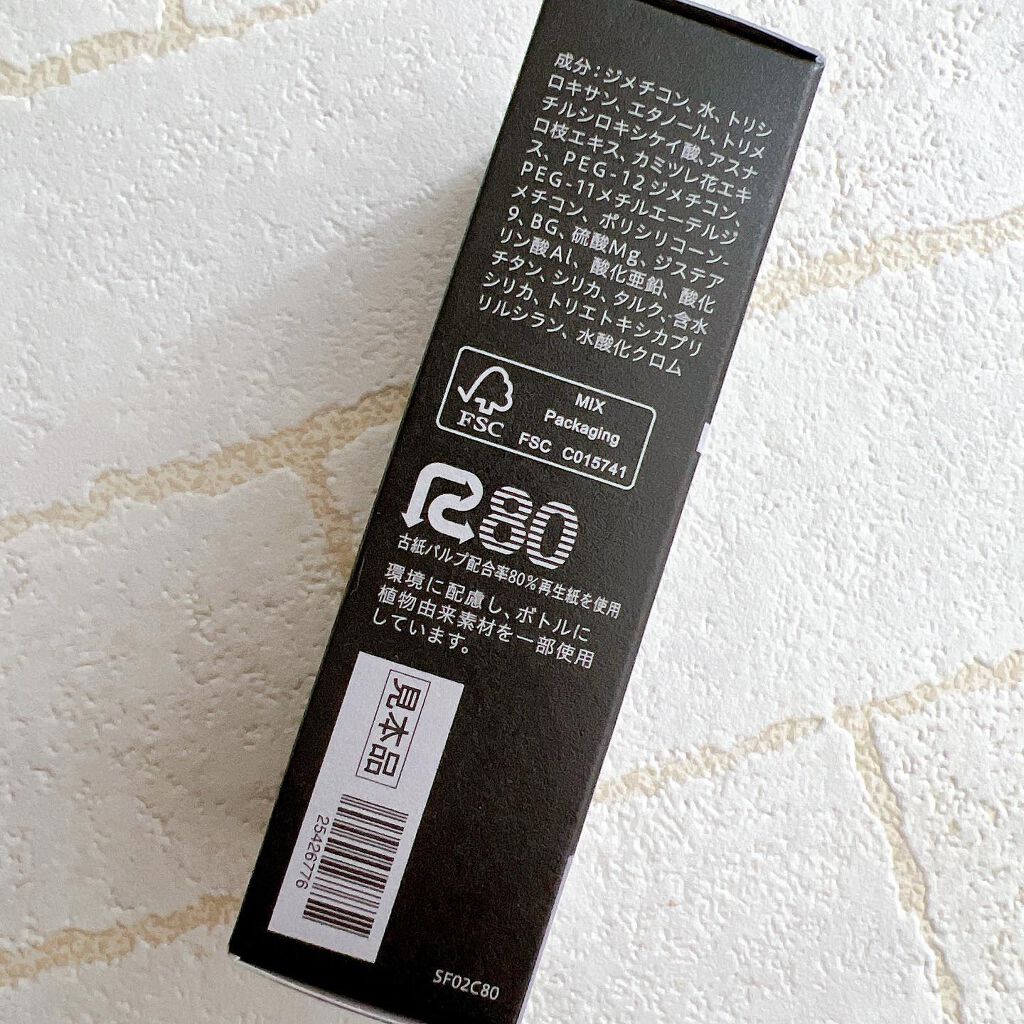 成分：ジメチコン、水、トリシ
ロキサン、エタノール、トリメ
チルシロキシケイ酸、アスナ
ロ枝エキス、カミツレ花エキ
ス、PEG-12ジメチコン、
PEG-11メチルエーテルジ
メチコン、ポリシリコーン-
9、BG、硫酸Mg、ジステア
リン酸Al、酸化亜鉛、酸化
チタン、シリカ、タルク、含水
シリカ、トリエトキシカプリ
リルシラン、水酸化クロム
MIX
Packaging
FSC FSC C015741
R80
古紙パルプ配合率80%再生紙を使用
環境に配慮し、ボトルに
植物由来素材を一部使用
しています。
見本品
25426776
SF02C80